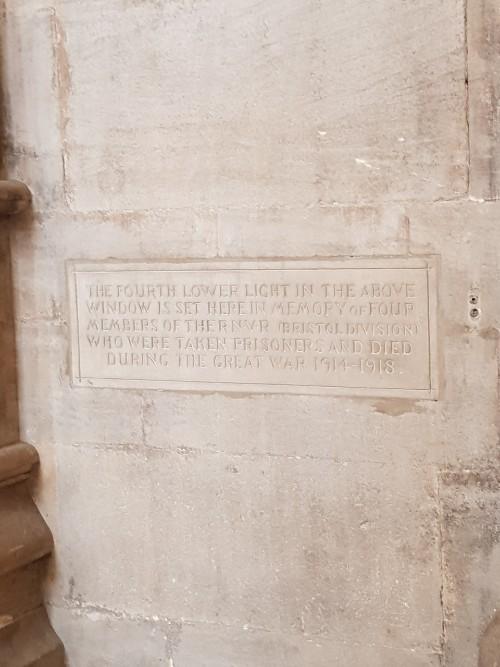 THE FOURTH LOWER LIGHT IN THE ABOVE
WINDOW IS SET HERE IN MEMORY OF FOUR
MEMBERS OF THE R N V R (BRISTOL DIVISION)
WHO WERE TAKEN PRISONERS AND DIED
DURING THE GREAT WAR 1914-1918.